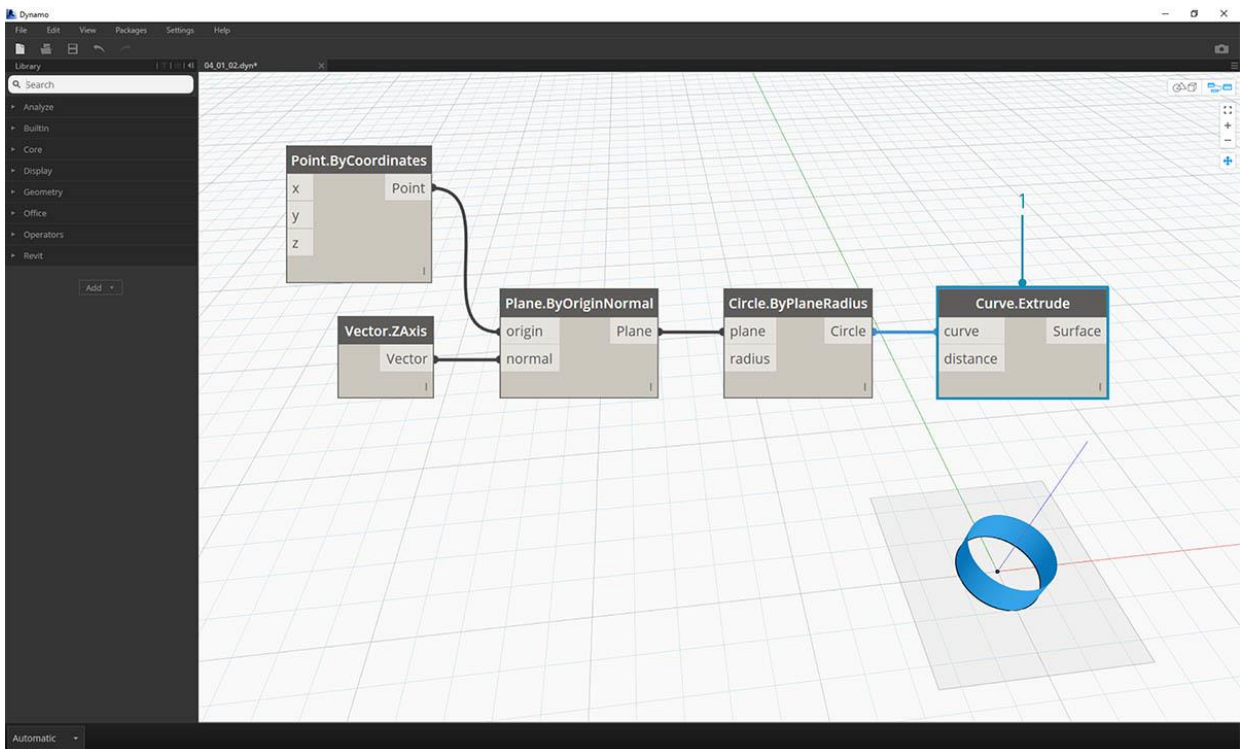 Dynamo
File Edit View Packages Settings Help
Library
04_01_02.dyn*
Search
Analyze
Builtin
Core
Display
Geometry
Office
Operators
Revit
Add
Point.ByCoordinates
x Point
y
z
l
Vector.ZAxis
Vector
l
Plane.ByOriginNormal
origin Plane
normal
l
Circle.ByPlaneRadius
plane Circle
radius
l
1
Curve.Extrude
curve Surface
distance
l
Automatic